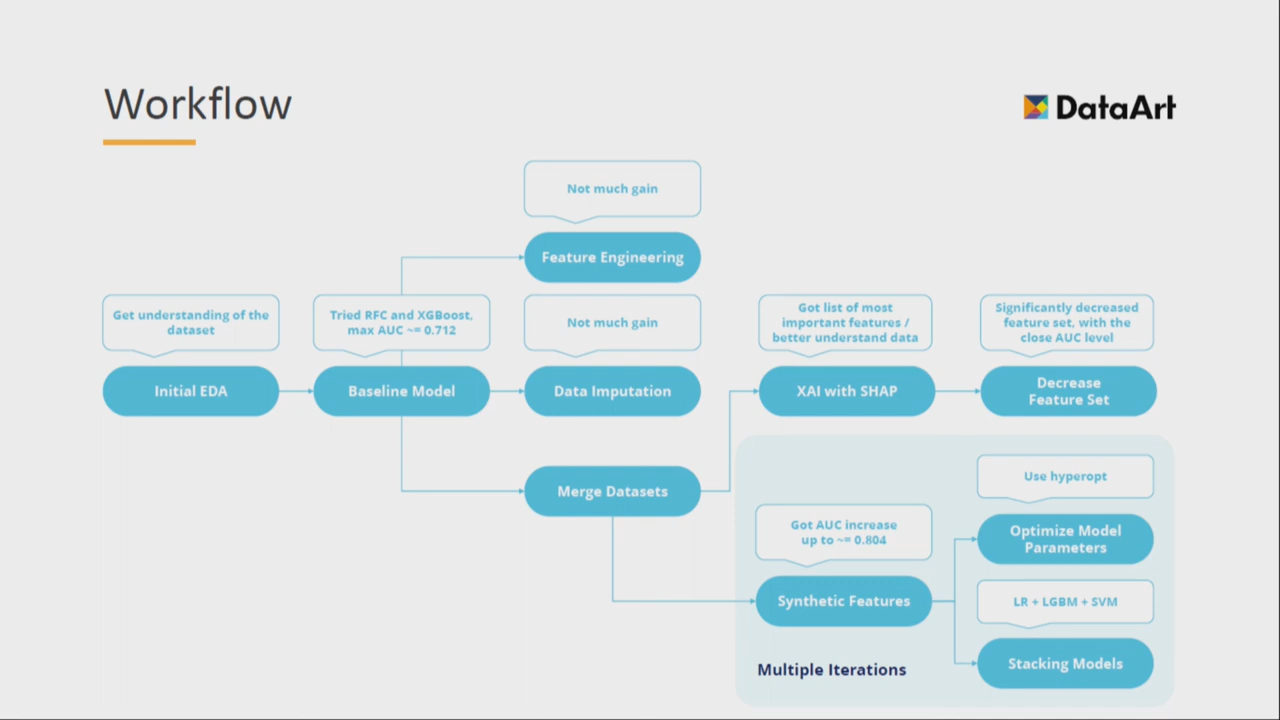 Workflow
DataArt
Not much gain
Feature Engineering
Get understanding of the
dataset
Initial EDA
Tried RFC and XGBoost,
max AUC ~= 0.712
Baseline Model
Not much gain
Data Imputation
Merge Datasets
Got list of most
important features /
better understand data
XAI with SHAP
Significantly decreased
feature set, with the
close AUC level
Decrease
Feature Set
Got AUC increase
up to ~= 0.804
Synthetic Features
Use hyperopt
Optimize Model
Parameters
LR + LGBM + SVM
Stacking Models
Multiple Iterations